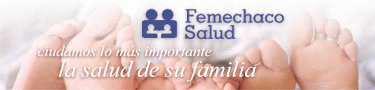 Femechaco
Salud
cuidamos lo más importante
la salud de su familia